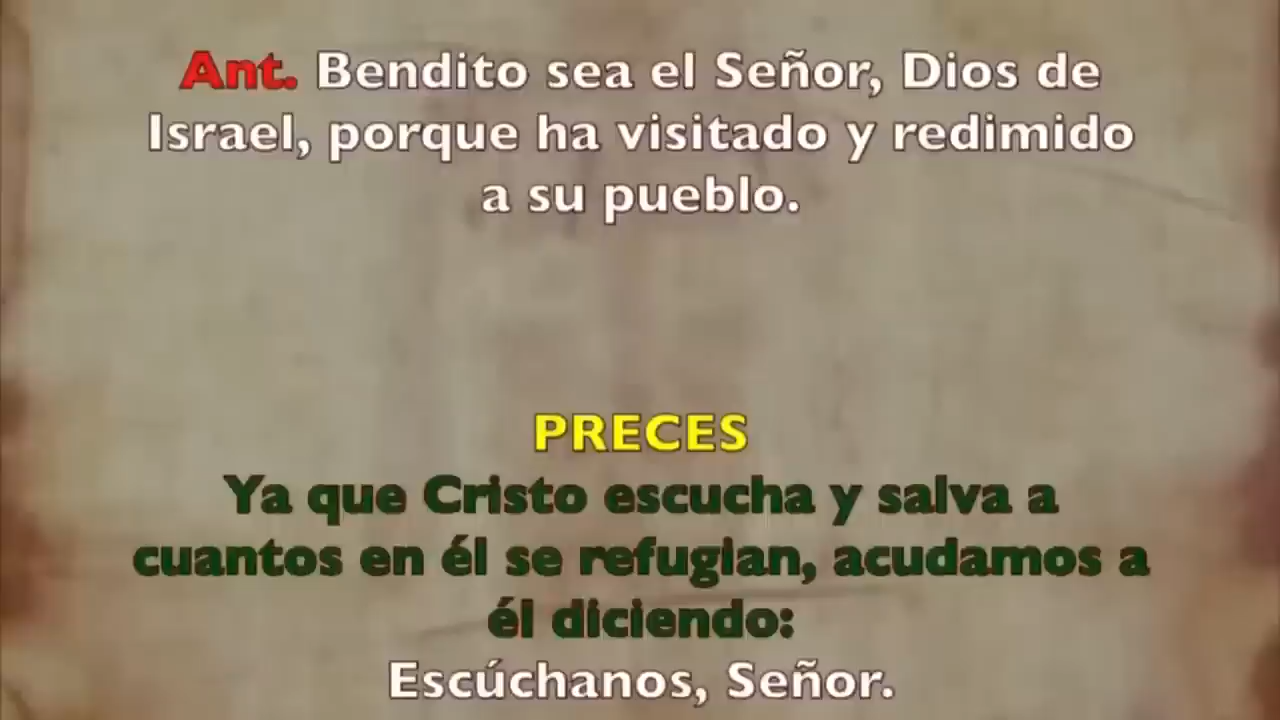 Ant. Bendito sea el Señor, Dios de
Israel, porque ha visitado y redimido
a su pueblo.
PRECES
Ya que Cristo escucha y salva a
cuantos en él se refugian, acudamos a
él diciendo:
Escúchanos, Señor.